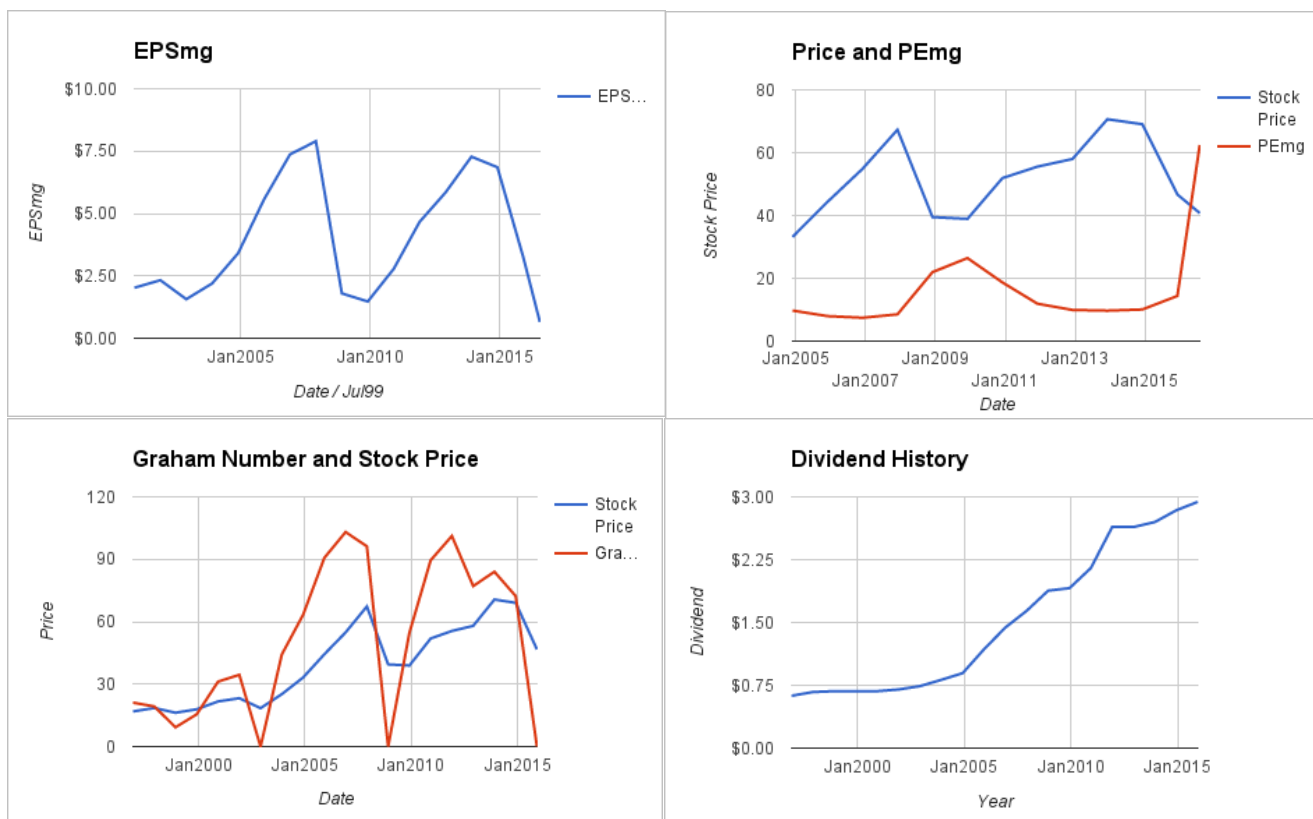 EPSmg
$10.00
$7.50
$5.00
$2.50
$0.00
EPSmg
EPS...
Jan2005
Jan2010
Jan2015
Date / Jul99
Price and PEmg
80
60
40
20
0
Stock Price
Stock
Price
PEmg
Jan2005
Jan2009
Jan2013
Jan2007
Jan2011
Jan2015
Date
Graham Number and Stock Price
120
90
60
30
0
Price
Stock
Price
Gra...
Jan2000
Jan2005
Jan2010
Jan2015
Date
Dividend History
$3.00
$2.25
$1.50
$0.75
$0.00
Dividend
Jan2000
Jan2005
Jan2010
Jan2015
Year